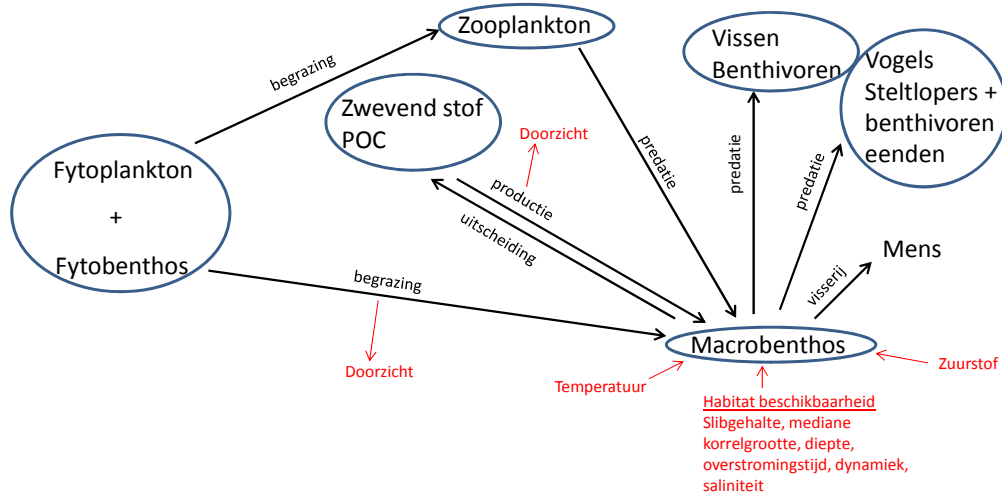 Zooplankton
Vissen
Benthivoren
Vogels
Steltlopers +
benthivoren
eenden
begrazing
Zwevend stof
POC
Doorzicht
predatie
predatie
predatie
Fytoplankton
+
Fytobenthos
productie
uitscheiding
begrazing
Mens
visserij
Macrobenthos
Doorzicht
Temperatuur
Zuurstof
Habitat beschikbaarheid
Slibgehalte, mediane
korrelgrootte, diepte,
overstromingstijd, dynamiek,
saliniteit